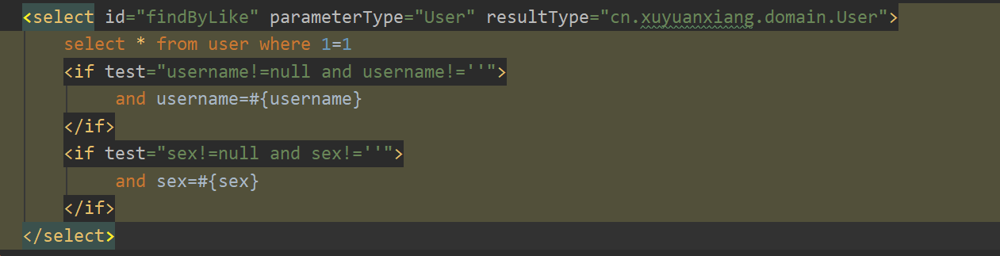 <select id="findByLike" parameterType="User" resultType="cn.xuyuanxiang.domain.User">
select * from user where 1=1
<if test="username!=null and username!=''">
and username=#{username}
</if>
<if test="sex!=null and sex!=''">
and sex=#{sex}
</if>
</select>